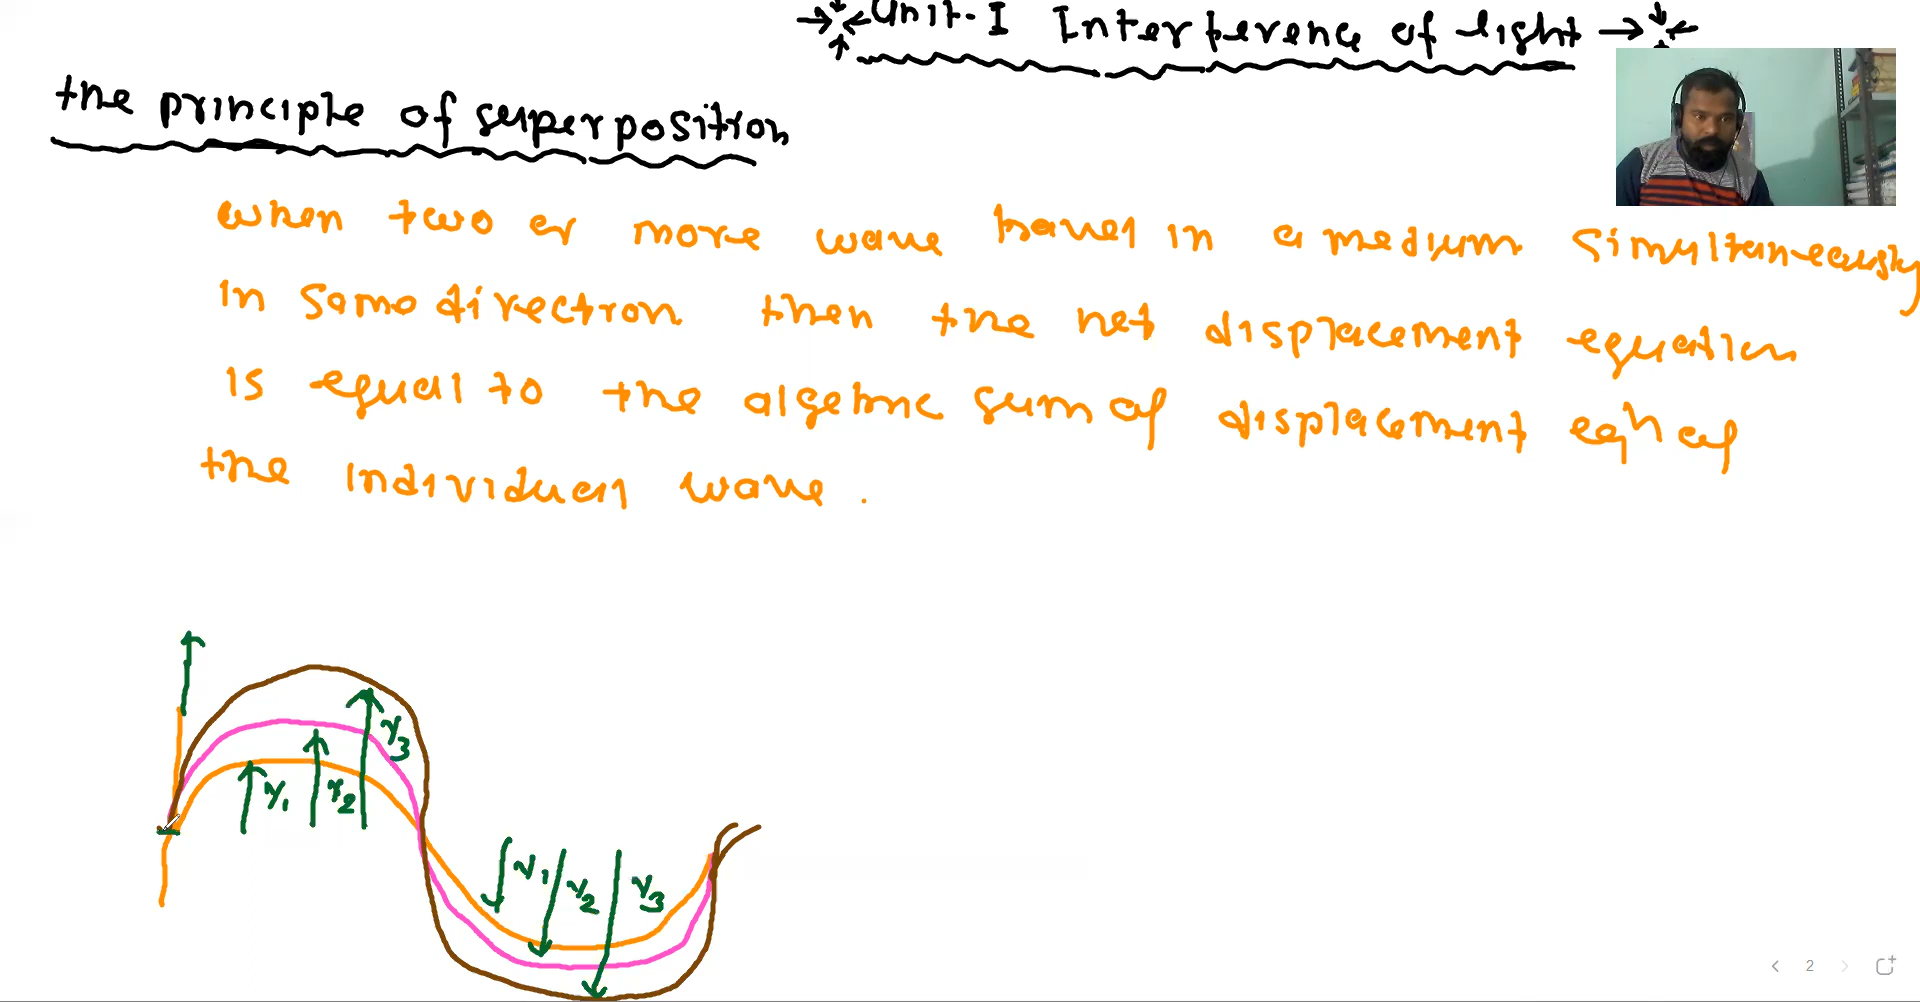 Unit-I Interference of light
the principle of superposition
when two or more wave travel in a medium simultaneously
in same direction then the net displacement equation
is equal to the algebric sum of displacement eqn of
the individual wave.
y3
y1 y2
y1 y2 y3
2